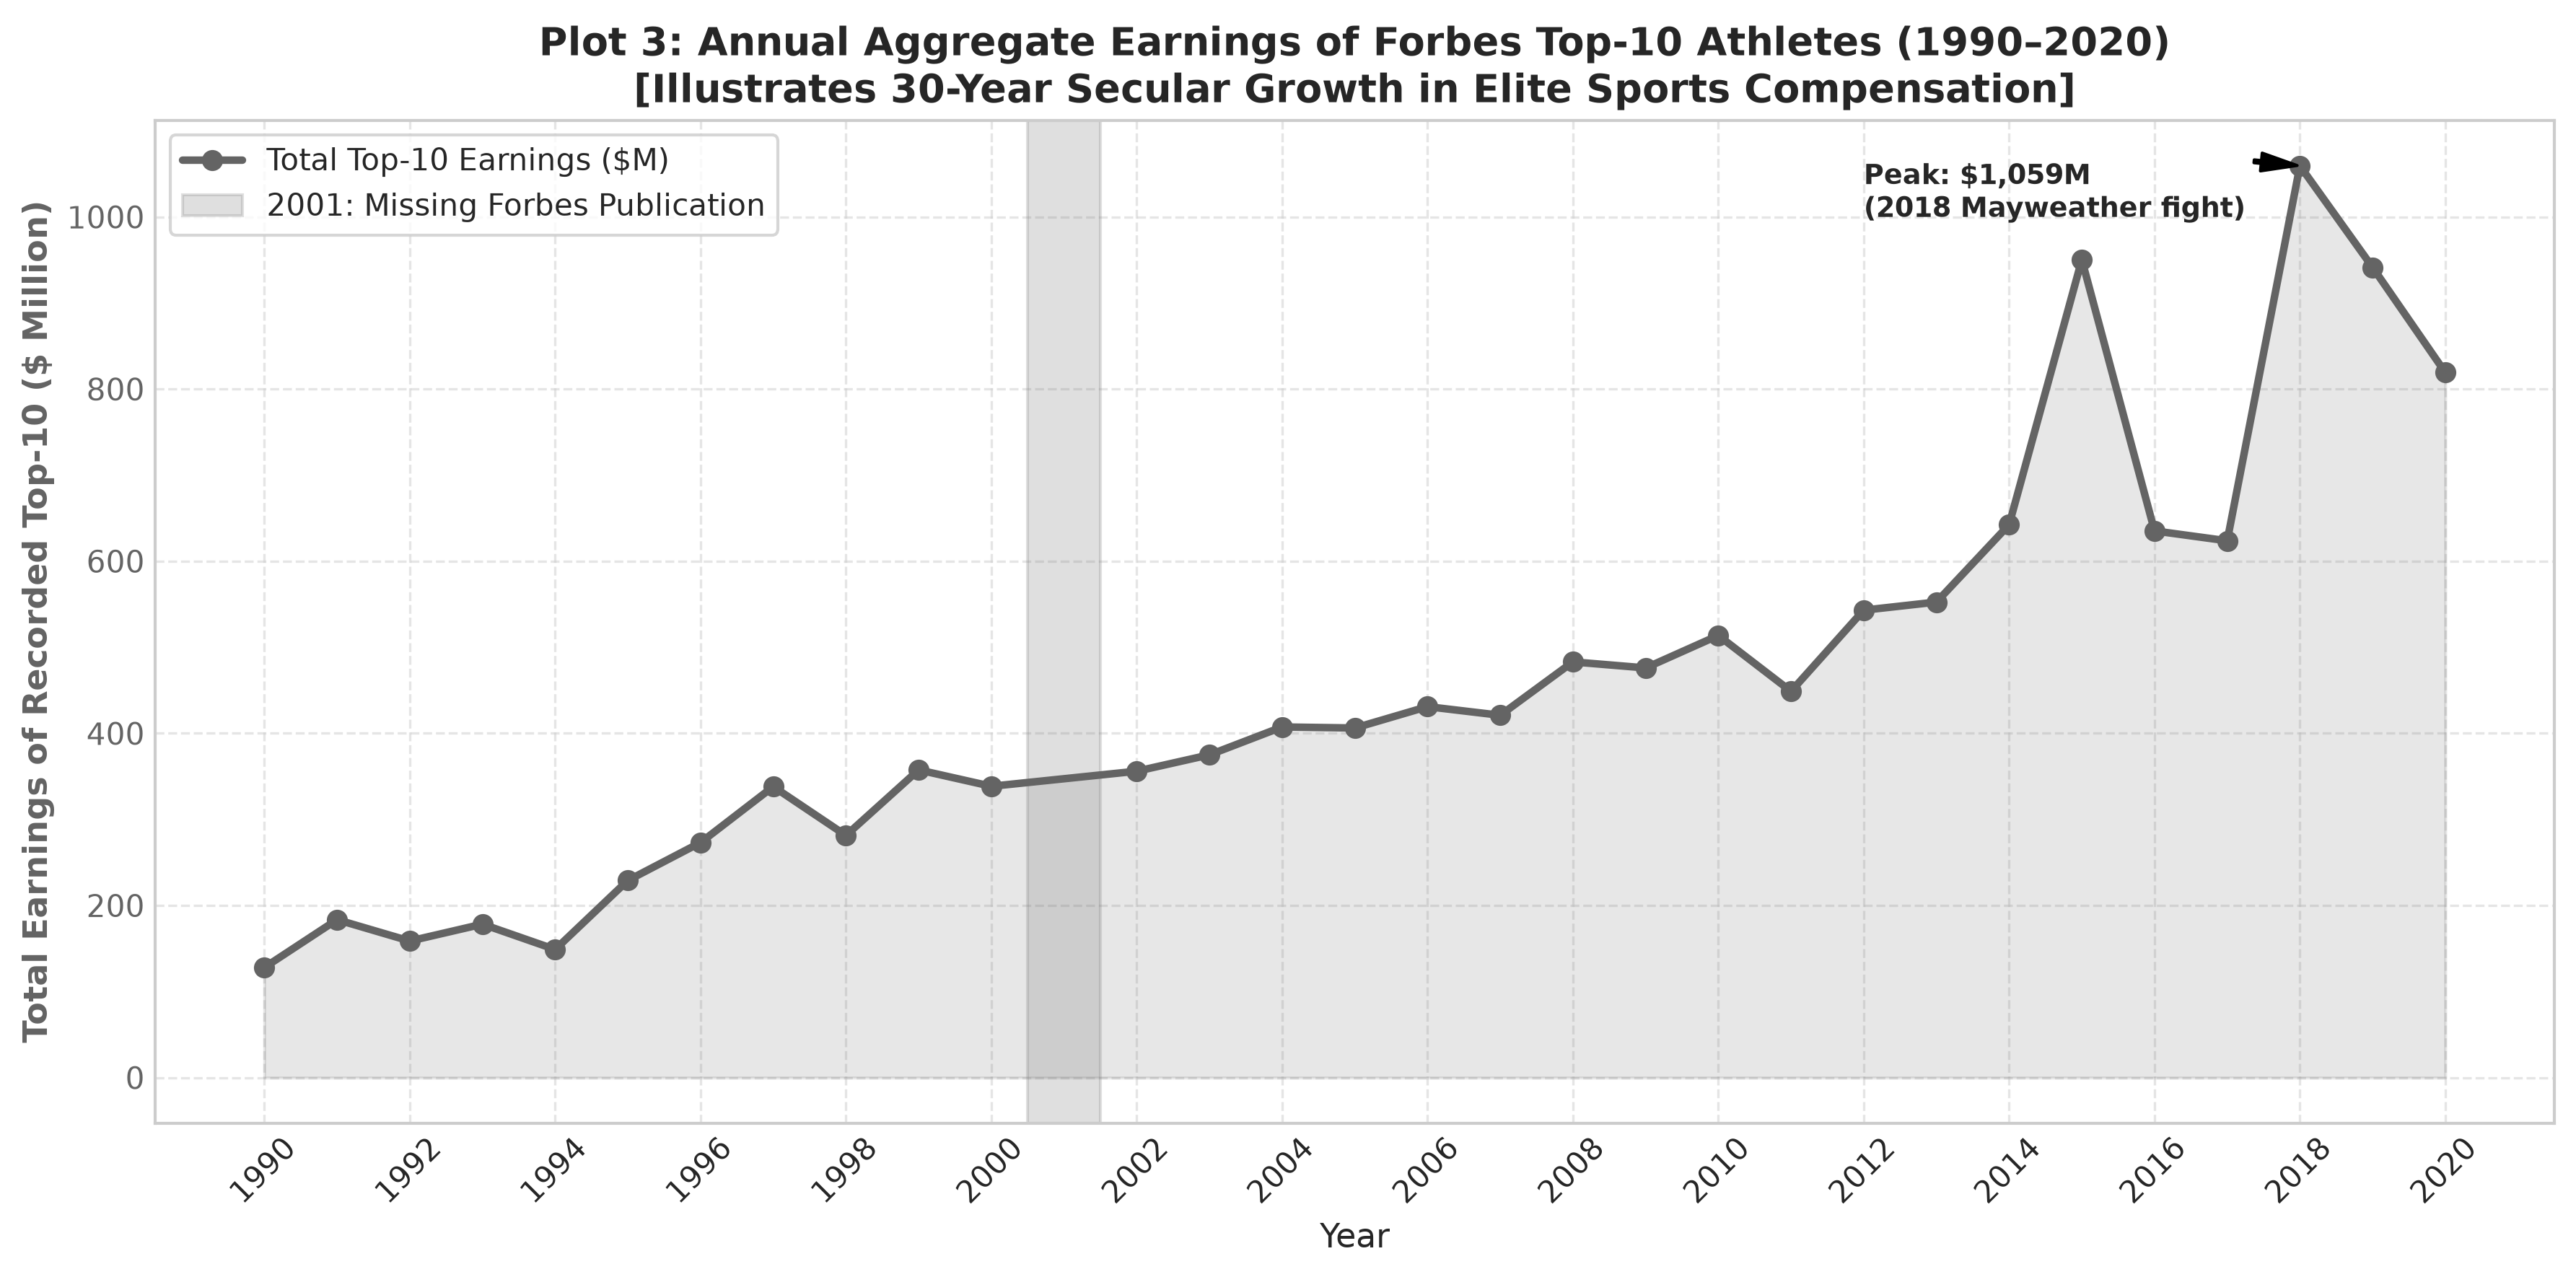 Plot 3: Annual Aggregate Earnings of Forbes Top-10 Athletes (1990–2020)
[Illustrates 30-Year Secular Growth in Elite Sports Compensation]
Total Top-10 Earnings ($M)
2001: Missing Forbes Publication
Peak: $1,059M
(2018 Mayweather fight)
Total Earnings of Recorded Top-10 ($ Million)
1000
800
600
400
200
0
1990
1992
1994
1996
1998
2000
2002
2004
2006
2008
2010
2012
2014
2016
2018
2020
Year